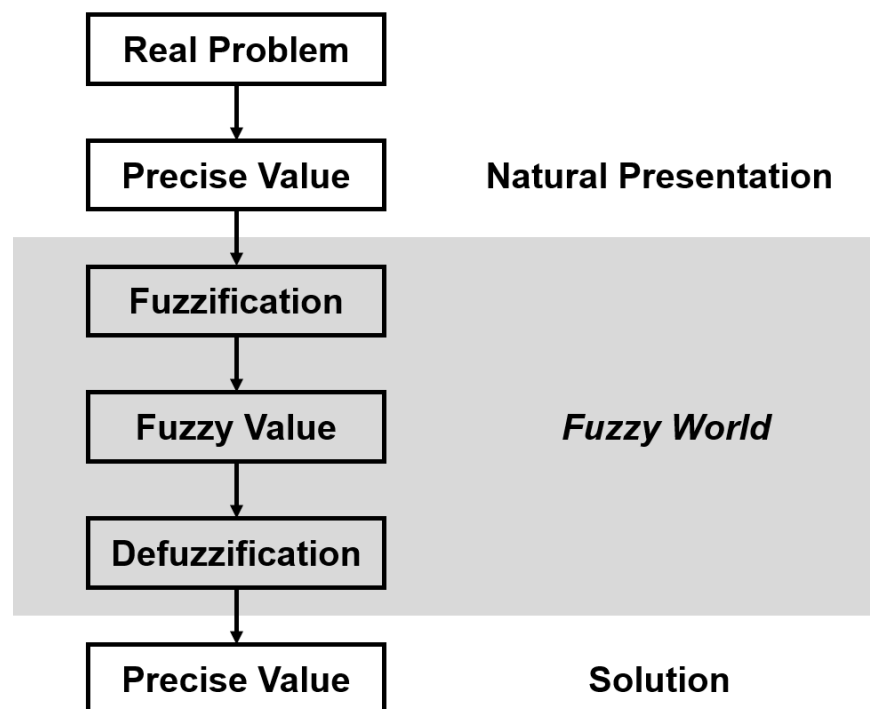 Real Problem
Precise Value
Natural Presentation
Fuzzification
Fuzzy Value
Fuzzy World
Defuzzification
Precise Value
Solution